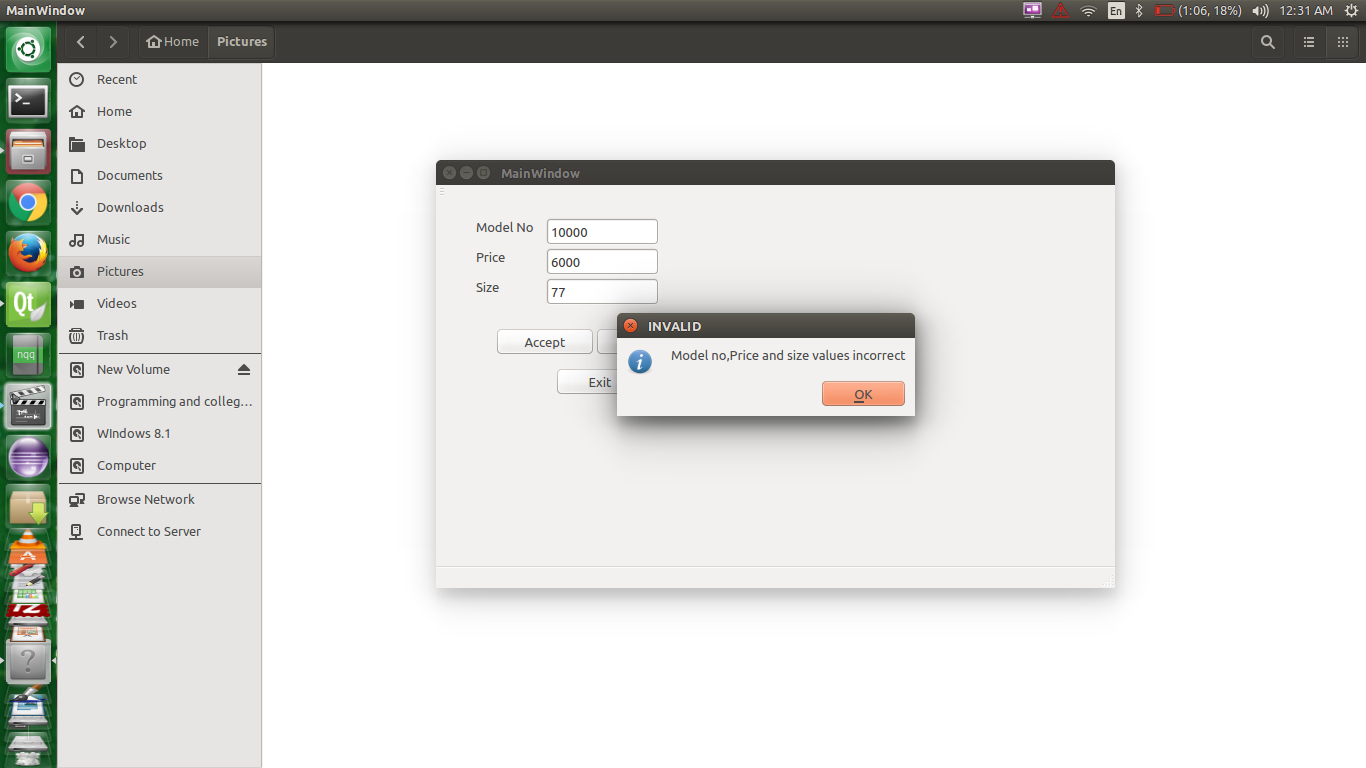 MainWindow
En
(1:06, 18%)
12:31 AM
Home
Pictures
Recent
Home
Desktop
Documents
Downloads
Music
Pictures
Videos
Trash
New Volume
Programming and colleg...
WIndows 8.1
Computer
Browse Network
Connect to Server
Qt
nqq
MainWindow
Model No
10000
Price
6000
Size
77
Accept
Exit
INVALID
Model no,Price and size values incorrect
OK